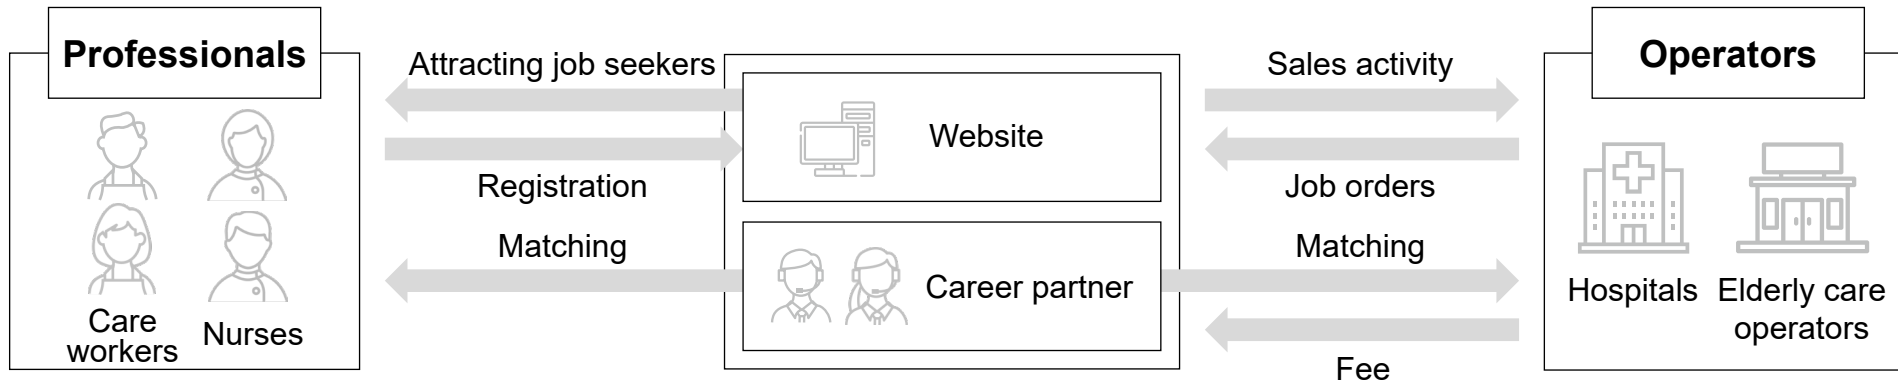 Professionals
Care
workers
Nurses
Attracting job seekers
Registration
Matching
Website
Career partner
Sales activity
Job orders
Matching
Fee
Operators
Hospitals
Elderly care
operators